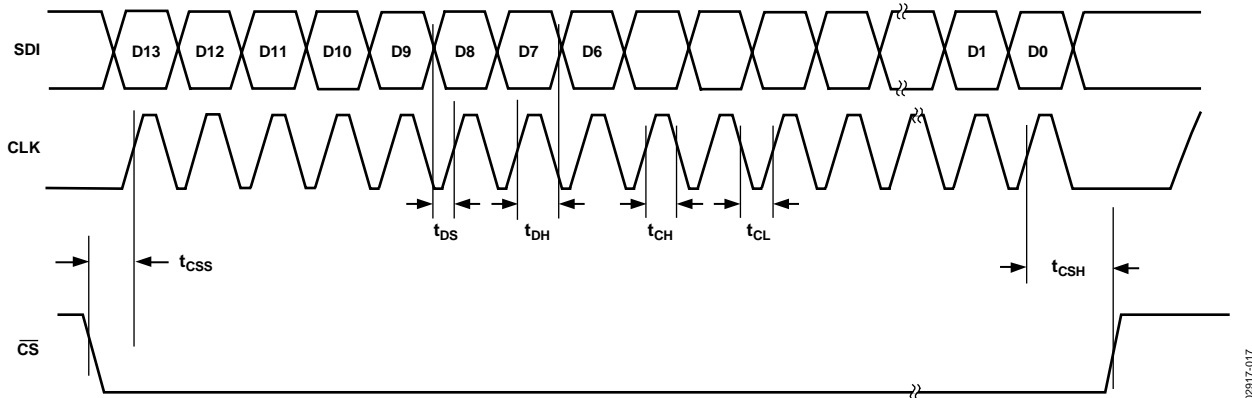 SDI
D13 D12 D11 D10 D9 D8 D7 D6 D1 D0
CLK
tDS tDH tCH tCL
tCSS tCSH
CS
02917-017